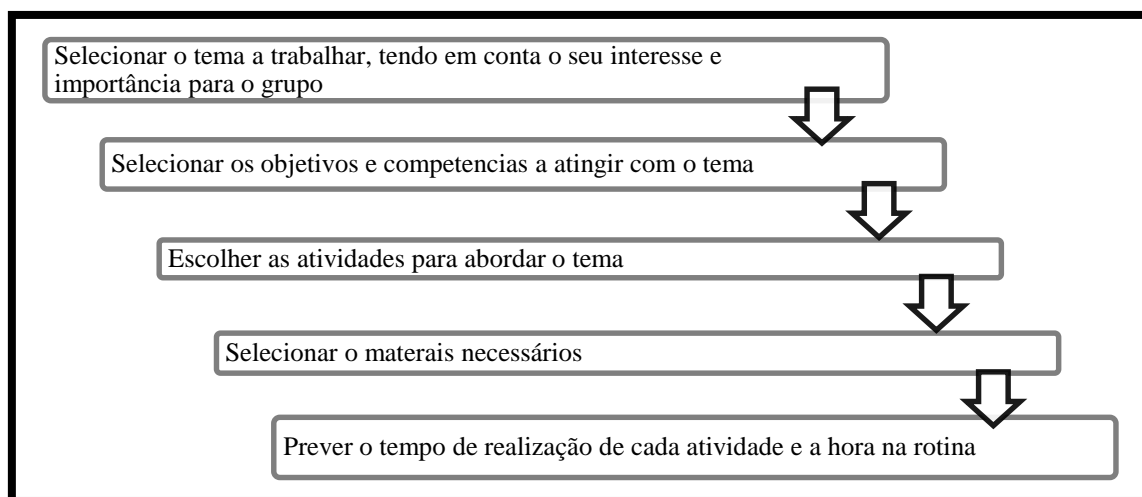 Selecionar o tema a trabalhar, tendo em conta o seu interesse e
importância para o grupo
Selecionar os objetivos e competencias a atingir com o tema
Escolher as atividades para abordar o tema
Selecionar o materais necessários
Prever o tempo de realização de cada atividade e a hora na rotina